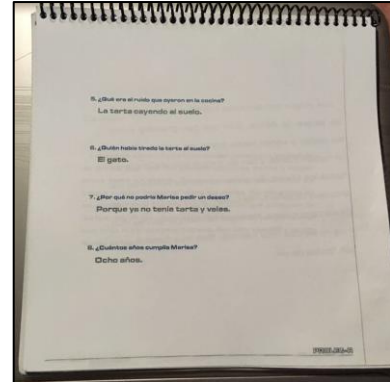 5. ¿Qué era el ruido que oyeron en la cocina?
La tarta cayendo al suelo.
6. ¿Quién había tirado la tarta al suelo?
El gato.
7. ¿Por qué no podría Marisa pedir un deseo?
Porque ya no tenía tarta y velas.
8. ¿Cuántos años cumplía Marisa?
Ocho años.